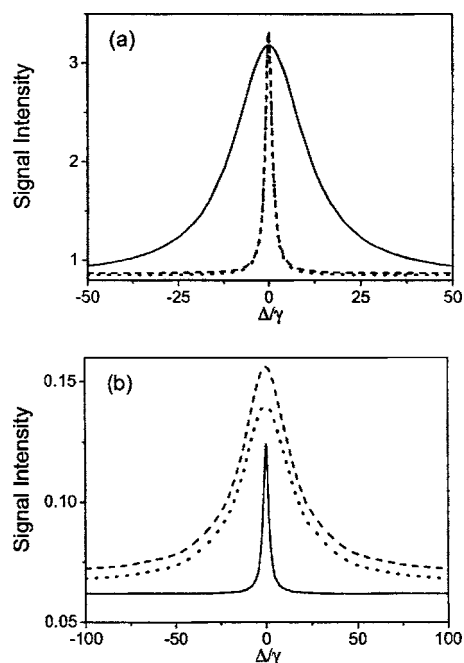 (a)
Signal Intensity
3
2
1
-50 -25 0 25 50
Δ/γ
(b)
Signal Intensity
0.15
0.10
0.05
-100 -50 0 50 100
Δ/γ